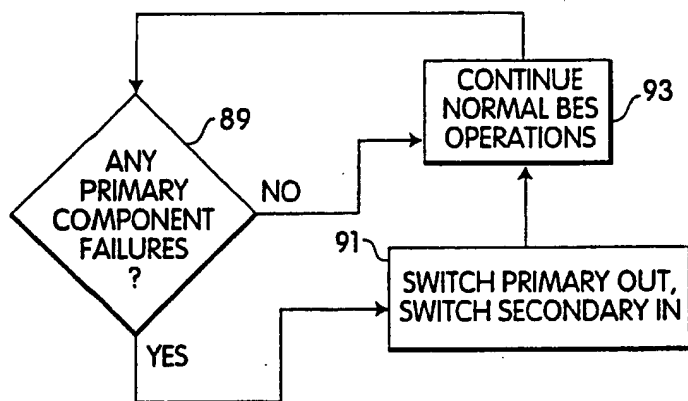 89
ANY
PRIMARY
COMPONENT
FAILURES
?
NO
YES
CONTINUE
NORMAL BES
OPERATIONS
93
91
SWITCH PRIMARY OUT,
SWITCH SECONDARY IN